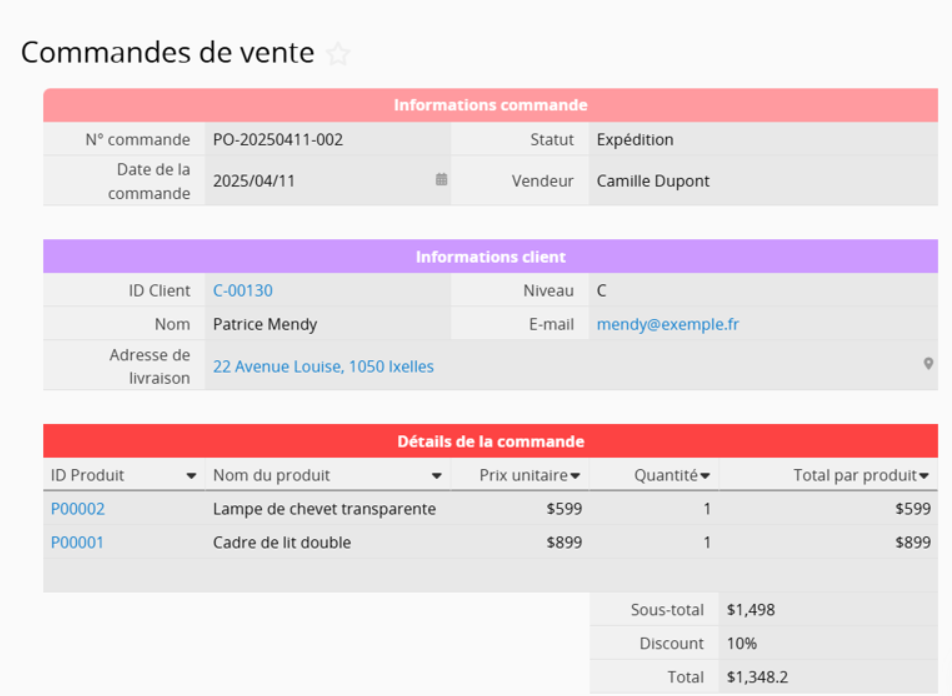 Commandes de vente
Informations commande
N° commande PO-20250411-002 Statut Expédition
Date de la commande 2025/04/11 Vendeur Camille Dupont
Informations client
ID Client C-00130 Niveau C
Nom Patrice Mendy E-mail mendy@exemple.fr
Adresse de livraison 22 Avenue Louise, 1050 Ixelles
Détails de la commande
ID Produit Nom du produit Prix unitaire Quantité Total par produit
P00002 Lampe de chevet transparente $599 1 $599
P00001 Cadre de lit double $899 1 $899
Sous-total $1,498
Discount 10%
Total $1,348.2